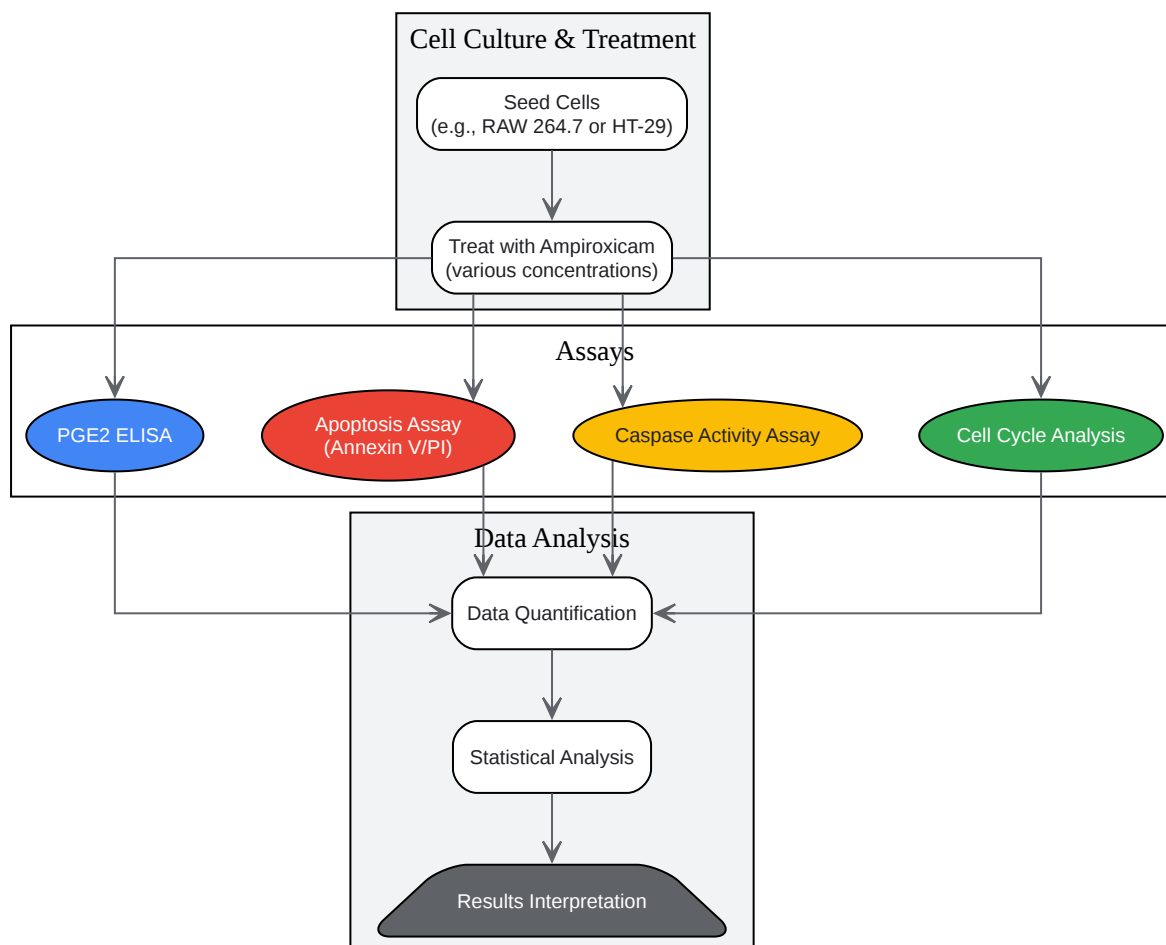 Cell Culture & Treatment
Seed Cells
(e.g., RAW 264.7 or HT-29)
Treat with Ampiroxicam
(various concentrations)
Assays
PGE2 ELISA
Apoptosis Assay
(Annexin V/PI)
Caspase Activity Assay
Cell Cycle Analysis
Data Analysis
Data Quantification
Statistical Analysis
Results Interpretation